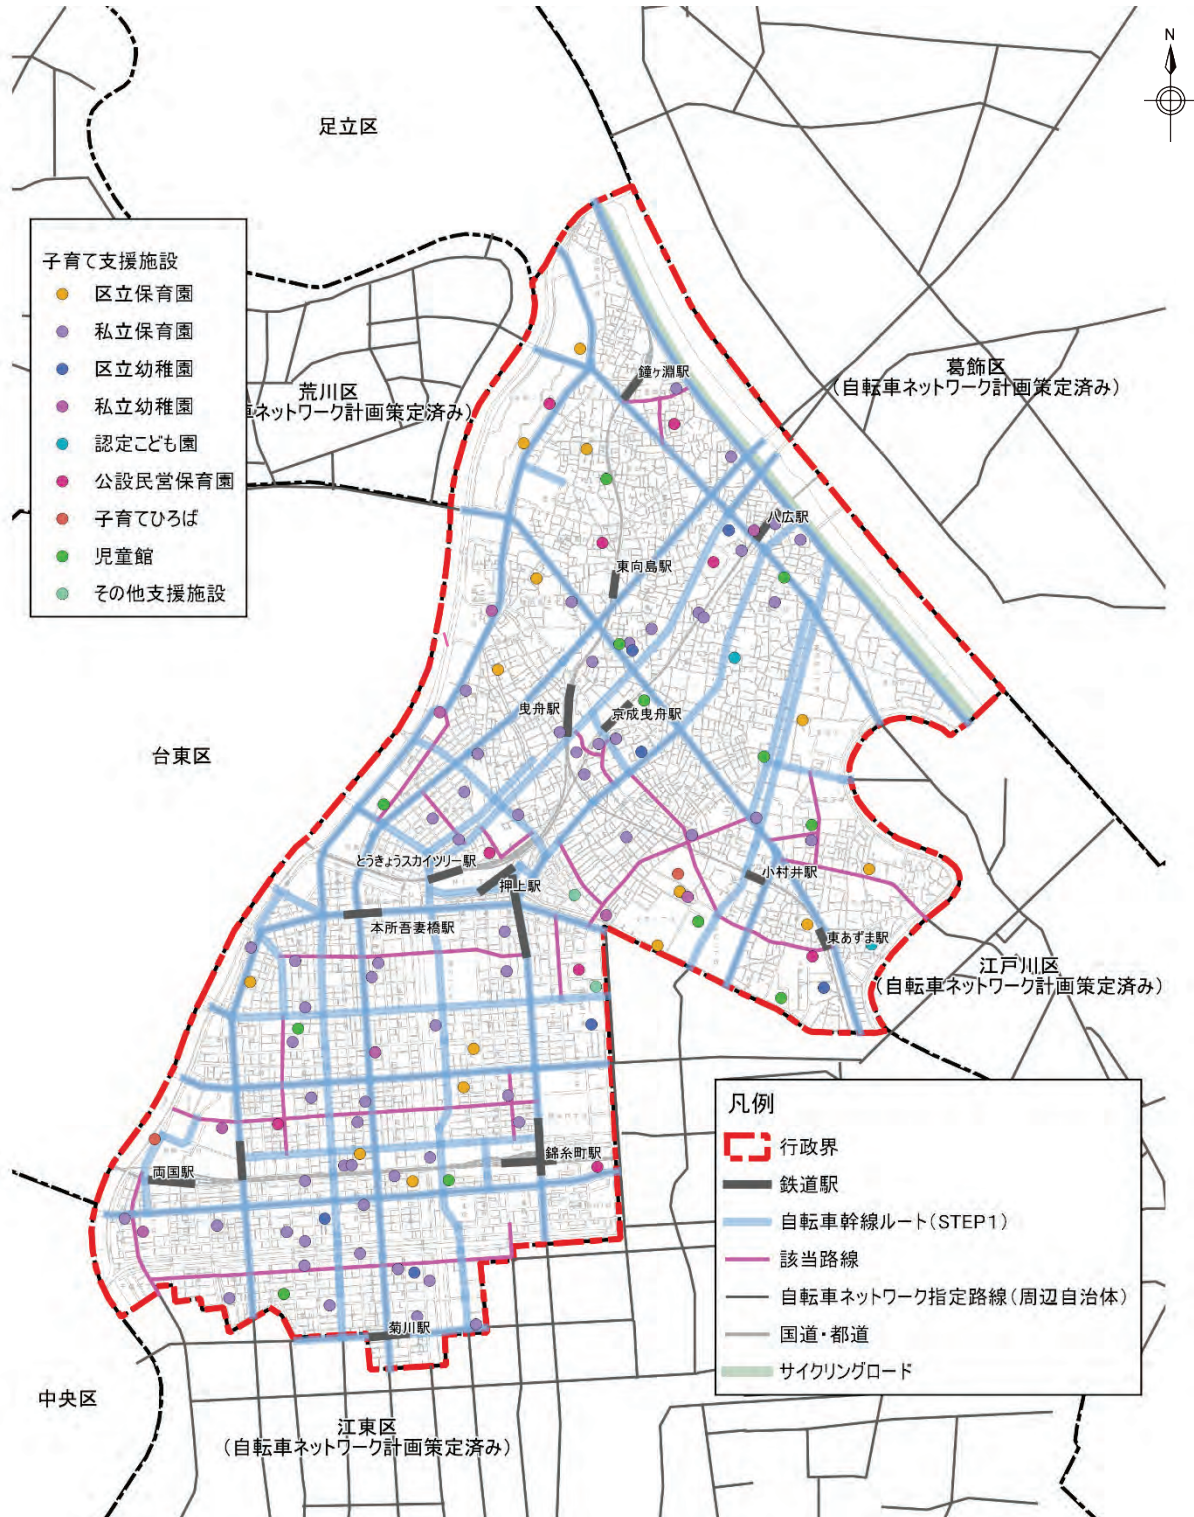 N
足立区
子育て支援施設
区立保育園
私立保育園
区立幼稚園
私立幼稚園
認定こども園
公設民営保育園
子育てひろば
児童館
その他支援施設
荒川区
車ネットワーク計画策定済み）
葛飾区
（自転車ネットワーク計画策定済み）
鐘ヶ淵駅
八広駅
東向島駅
曳舟駅
京成曳舟駅
台東区
とうきょうスカイツリー駅
押上駅
小村井駅
本所吾妻橋駅
東あずま駅
江戸川区
（自転車ネットワーク計画策定済み）
両国駅
錦糸町駅
菊川駅
中央区
江東区
（自転車ネットワーク計画策定済み）
凡例
行政界
鉄道駅
自転車幹線ルート（STEP1）
該当路線
自転車ネットワーク指定路線（周辺自治体）
国道・都道
サイクリングロード